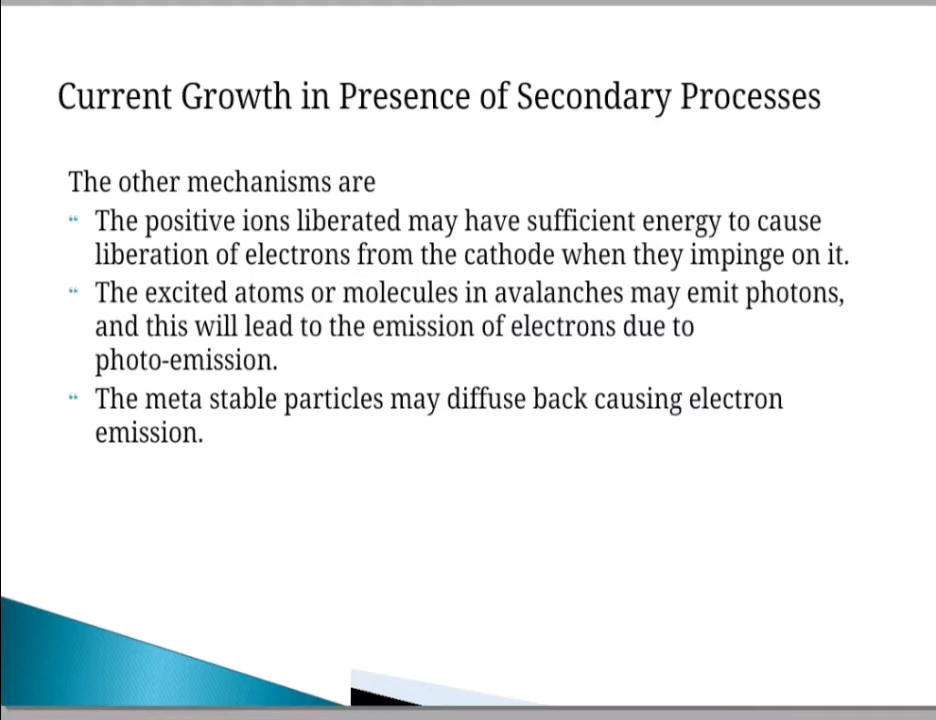 Current Growth in Presence of Secondary Processes
The other mechanisms are
“ The positive ions liberated may have sufficient energy to cause
liberation of electrons from the cathode when they impinge on it.
“ The excited atoms or molecules in avalanches may emit photons,
and this will lead to the emission of electrons due to
photo-emission.
“ The meta stable particles may diffuse back causing electron
emission.